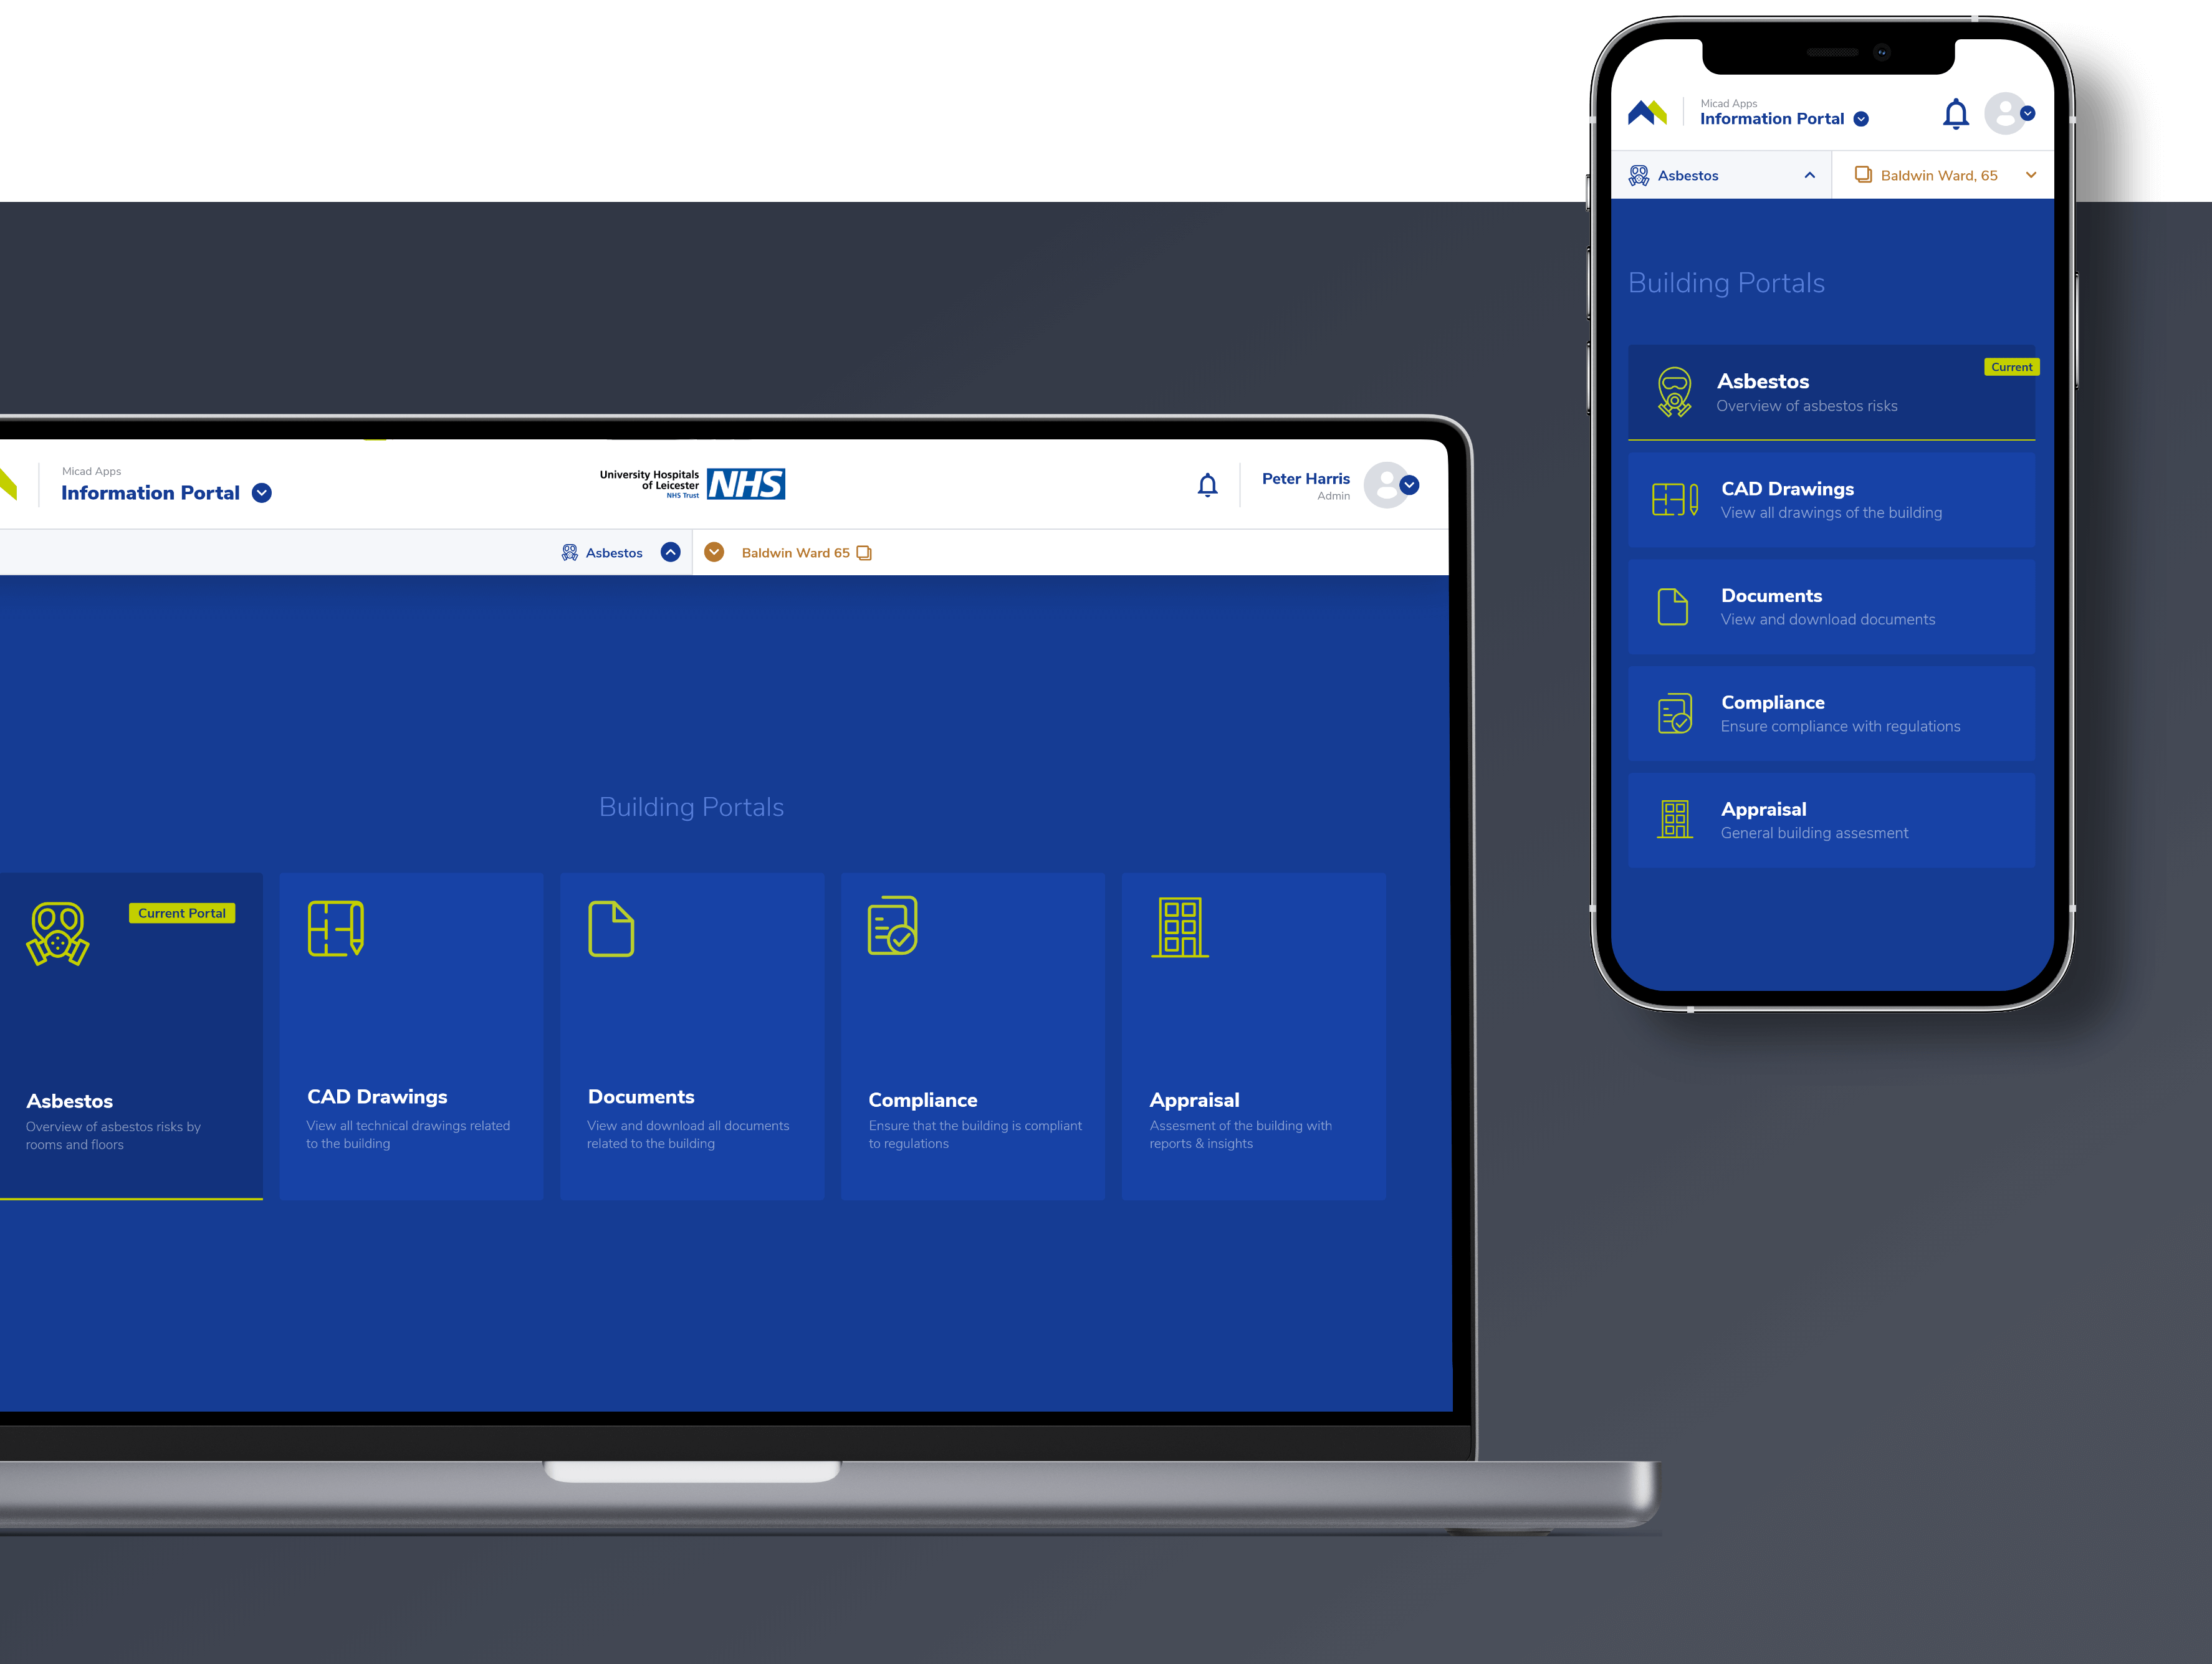 Micad Apps
Information Portal
University Hospitals
of Leicester
NHS Trust
NHS
Peter Harris
Admin
Asbestos
Baldwin Ward 65
Building Portals
Current Portal
Asbestos
Overview of asbestos risks by
rooms and floors
CAD Drawings
View all technical drawings related
to the building
Documents
View and download all documents
related to the building
Compliance
Ensure that the building is compliant
to regulations
Appraisal
Assesment of the building with
reports & insights
Micad Apps
Information Portal
Asbestos
Baldwin Ward, 65
Building Portals
Current
Asbestos
Overview of asbestos risks
CAD Drawings
View all drawings of the building
Documents
View and download documents
Compliance
Ensure compliance with regulations
Appraisal
General building assesment